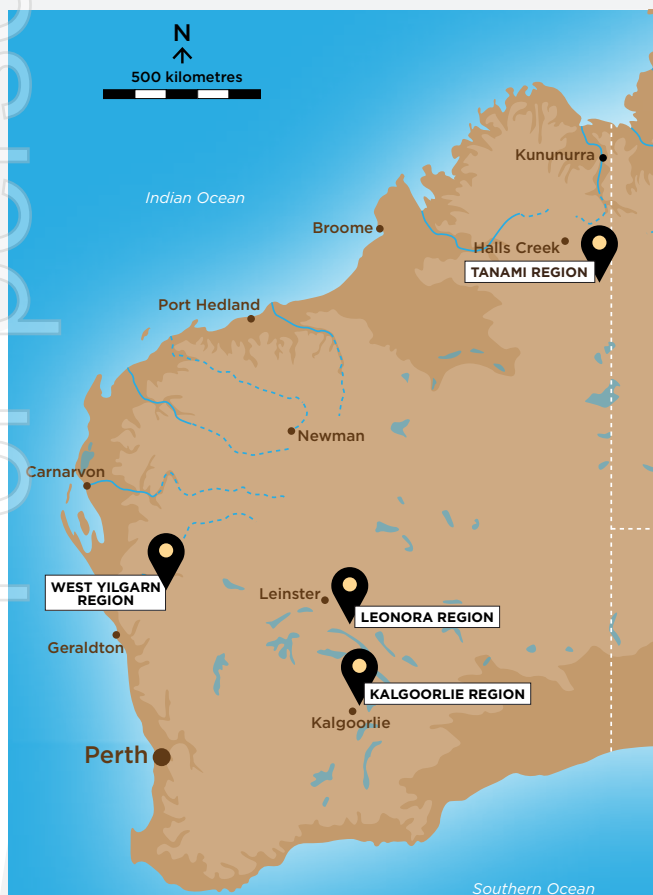 N
500 kilometres
Kununurra
Indian Ocean
Broome
Halls Creek
TANAMI REGION
Port Hedland
Newman
Carnarvon
WEST YILGARN
REGION
Leinster
LEONORA REGION
Geraldton
KALGOORLIE REGION
Kalgoorlie
Perth
Southern Ocean